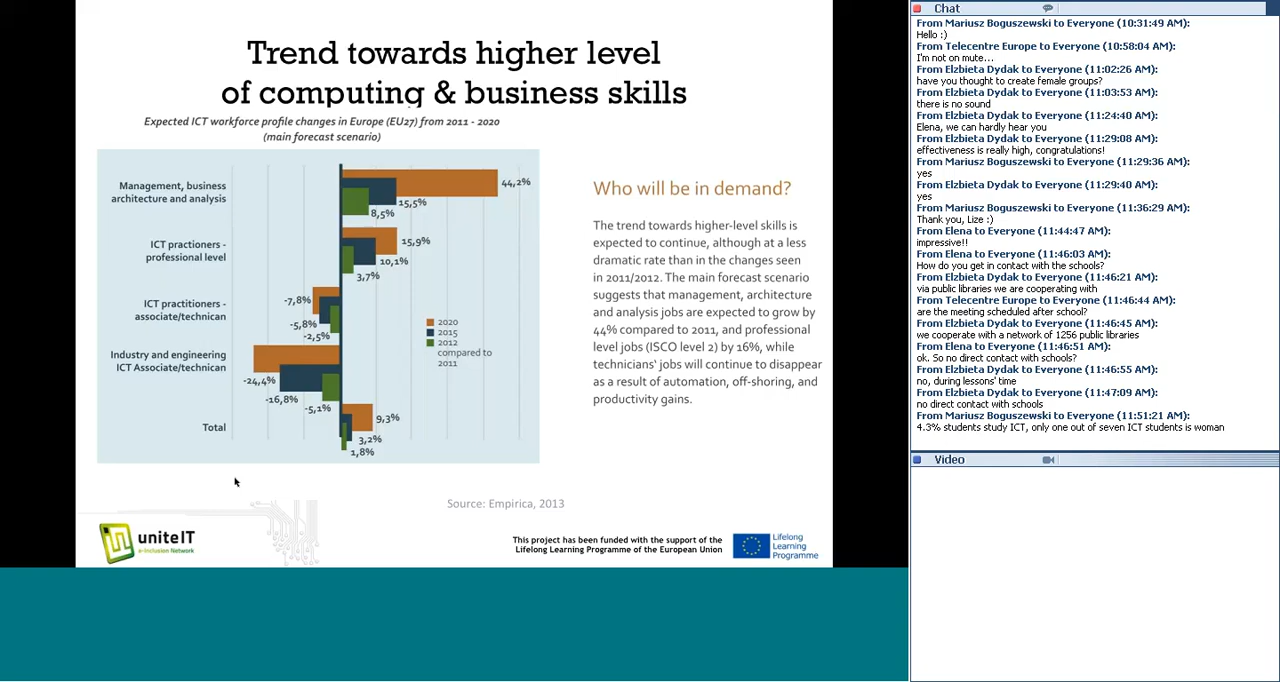 Trend towards higher level
of computing & business skills
Expected ICT workforce profile changes in Europe (EU27) from 2011 - 2020
(main forecast scenario)
Management, business
architecture and analysis
44,2%
15,5%
8,5%
ICT practioners -
professional level
15,9%
10,1%
3,7%
ICT practitioners -
associate/technican
-7,8%
-5,8%
-2,5%
Industry and engineering
ICT Associate/technican
-24,4%
-16,8%
-5,1%
Total
9,3%
3,2%
1,8%
2020
2015
2012
compared to
2011
Who will be in demand?
The trend towards higher-level skills is
expected to continue, although at a less
dramatic rate than in the changes seen
in 2011/2012. The main forecast scenario
suggests that management, architecture
and analysis jobs are expected to grow by
44% compared to 2011, and professional
level jobs (ISCO level 2) by 16%, while
technicians' jobs will continue to disappear
as a result of automation, off-shoring, and
productivity gains.
Source: Empirica, 2013
uniteIT
e-Inclusion Network
This project has been funded with the support of the
Lifelong Learning Programme of the European Union
Lifelong
Learning
Programme
Chat
From Mariusz Boguszewski to Everyone (10:31:49 AM):
Hello :)
From Telecentre Europe to Everyone (10:58:04 AM):
I'm not on mute...
From Elzbieta Dydak to Everyone (11:02:26 AM):
have you thought to create female groups?
From Elzbieta Dydak to Everyone (11:03:53 AM):
there is no sound
From Elzbieta Dydak to Everyone (11:24:40 AM):
Elena, we can hardly hear you
From Elzbieta Dydak to Everyone (11:29:08 AM):
effectiveness is really high, congratulations!
From Mariusz Boguszewski to Everyone (11:29:36 AM):
yes
From Elzbieta Dydak to Everyone (11:29:40 AM):
yes
From Mariusz Boguszewski to Everyone (11:36:29 AM):
Thank you, Lize :)
From Elena to Everyone (11:44:47 AM):
impressive!!
From Elena to Everyone (11:46:03 AM):
How do you get in contact with the schools?
From Elzbieta Dydak to Everyone (11:46:21 AM):
via public libraries we are cooperating with
From Telecentre Europe to Everyone (11:46:44 AM):
are the meeting scheduled after school?
From Elzbieta Dydak to Everyone (11:46:45 AM):
we cooperate with a network of 1256 public libraries
From Elena to Everyone (11:46:51 AM):
ok. So no direct contact with schools?
From Elzbieta Dydak to Everyone (11:46:55 AM):
no, during lessons' time
From Elzbieta Dydak to Everyone (11:47:09 AM):
no direct contact with schools
From Mariusz Boguszewski to Everyone (11:51:21 AM):
4.3% students study ICT, only one out of seven ICT students is woman
Video